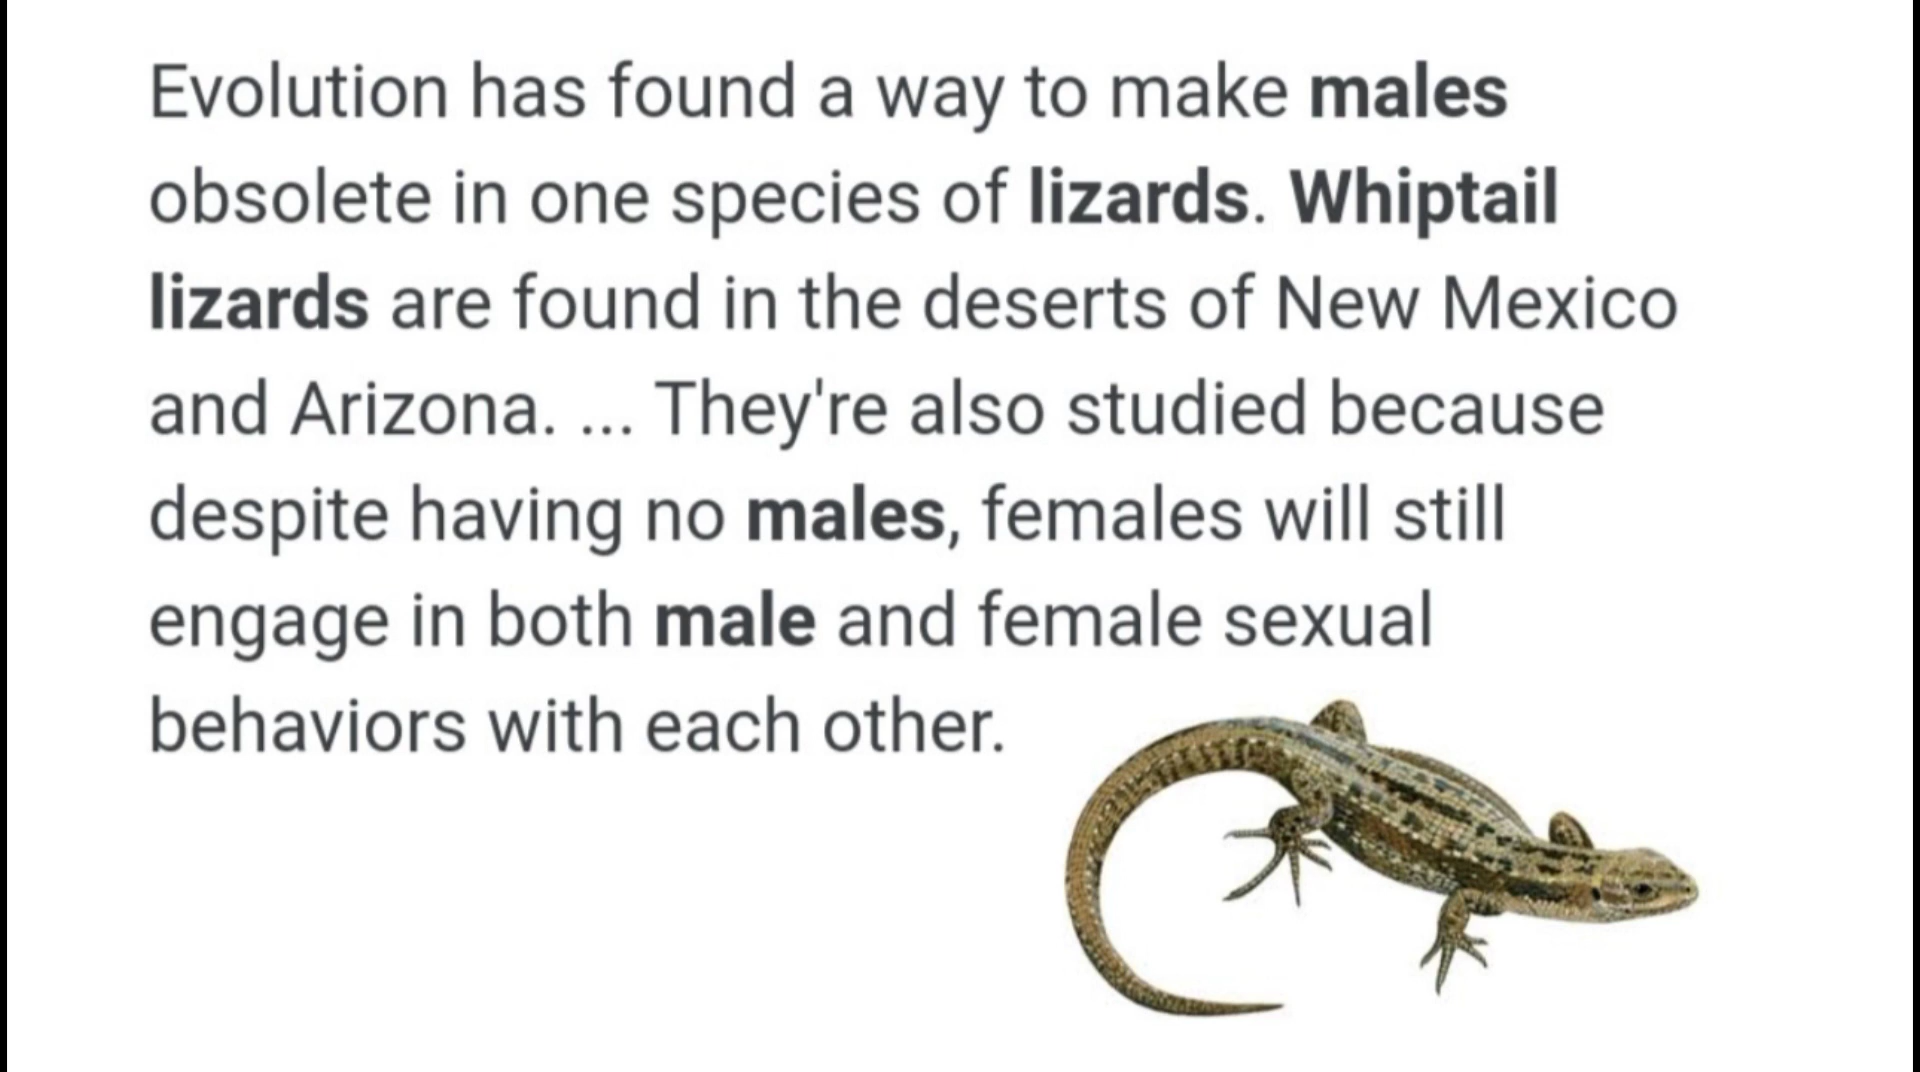 Evolution has found a way to make males
obsolete in one species of lizards. Whiptail
lizards are found in the deserts of New Mexico
and Arizona. ... They're also studied because
despite having no males, females will still
engage in both male and female sexual
behaviors with each other.